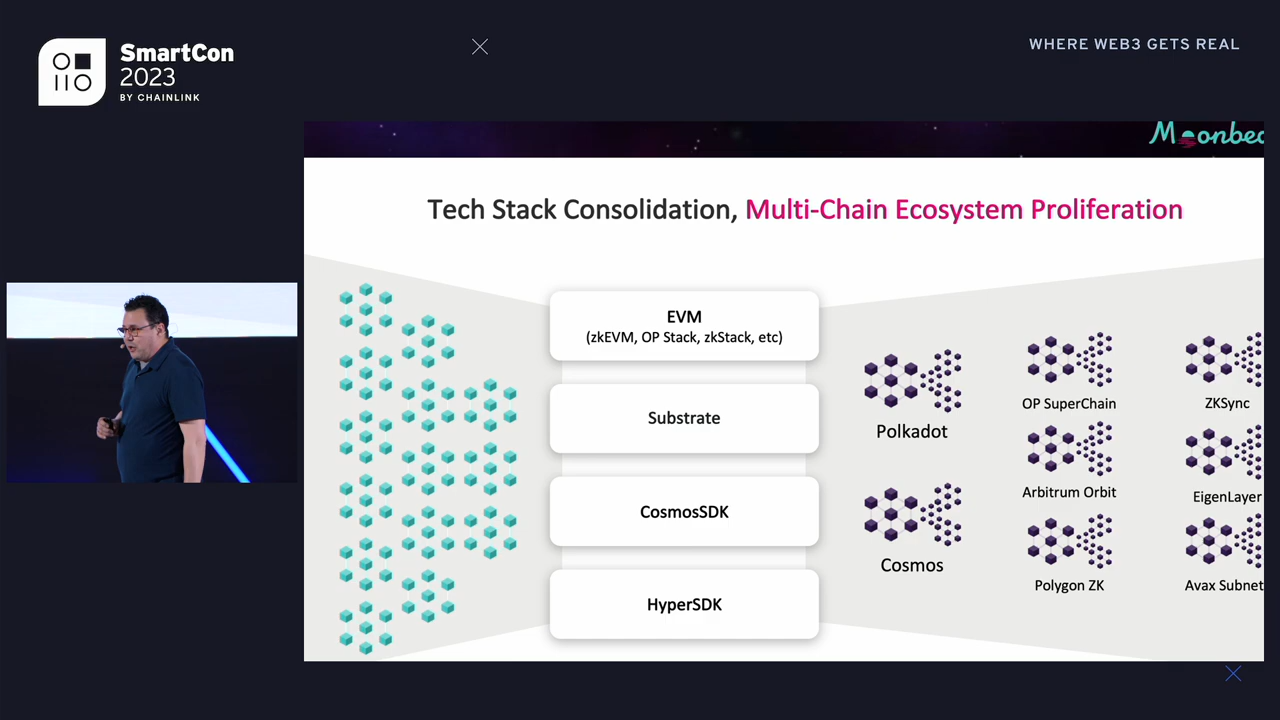 SmartCon
2023
BY CHAINLINK
WHERE WEB3 GETS REAL
Moonbea
Tech Stack Consolidation, Multi-Chain Ecosystem Proliferation
EVM
(zkEVM, OP Stack, zkStack, etc)
Substrate
CosmosSDK
HyperSDK
Polkadot
Cosmos
OP SuperChain
Arbitrum Orbit
Polygon ZK
ZKSync
EigenLayer
Avax Subnet